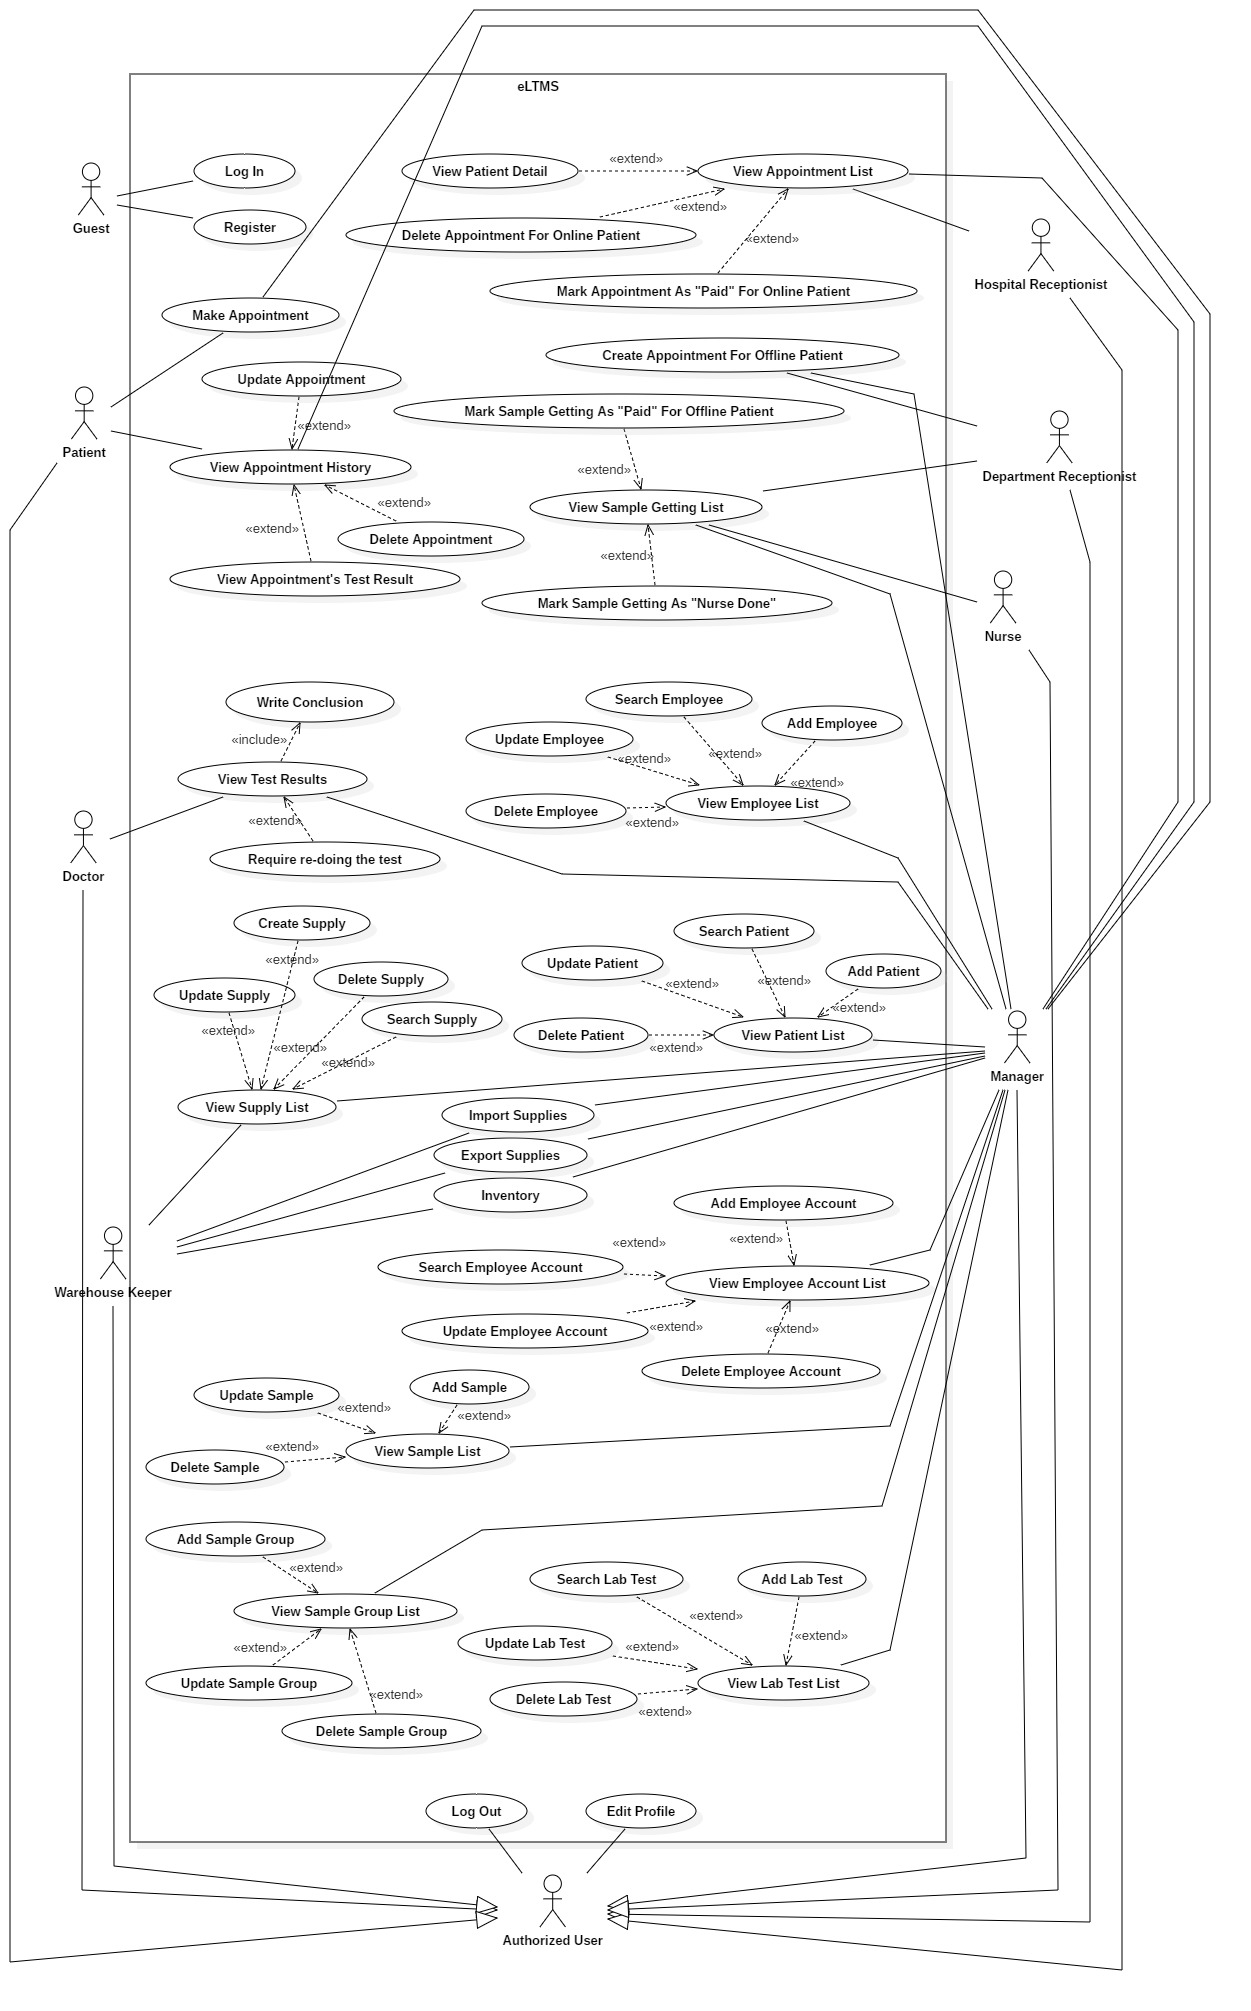 eLTMS
Log In
View Patient Detail
«extend»
View Appointment List
Guest
Register
«extend»
Delete Appointment For Online Patient
«extend»
Hospital Receptionist
Mark Appointment As "Paid" For Online Patient
Make Appointment
Create Appointment For Offline Patient
Update Appointment
Mark Sample Getting As "Paid" For Offline Patient
«extend»
Patient
View Appointment History
«extend»
Department Receptionist
«extend»
View Sample Getting List
«extend»
Delete Appointment
«extend»
View Appointment's Test Result
Mark Sample Getting As "Nurse Done"
Nurse
Write Conclusion
Search Employee
Add Employee
«include»
Update Employee
«extend»
«extend»
View Test Results
«extend»
View Employee List
Delete Employee
«extend»
«extend»
Doctor
Require re-doing the test
Create Supply
Search Patient
«extend»
Update Patient
Add Patient
Delete Supply
«extend»
«extend»
Update Supply
«extend»
Search Supply
«extend»
Delete Patient
View Patient List
«extend»
«extend»
«extend»
Manager
View Supply List
Import Supplies
Export Supplies
Inventory
Add Employee Account
«extend»
«extend»
Search Employee Account
View Employee Account List
Warehouse Keeper
Update Employee Account
«extend»
«extend»
Delete Employee Account
Update Sample
Add Sample
«extend»
«extend»
«extend»
View Sample List
Delete Sample
Add Sample Group
«extend»
Search Lab Test
Add Lab Test
View Sample Group List
«extend»
«extend»
«extend»
Update Lab Test
«extend»
Update Sample Group
View Lab Test List
«extend»
Delete Lab Test
«extend»
Delete Sample Group
Log Out
Edit Profile
Authorized User